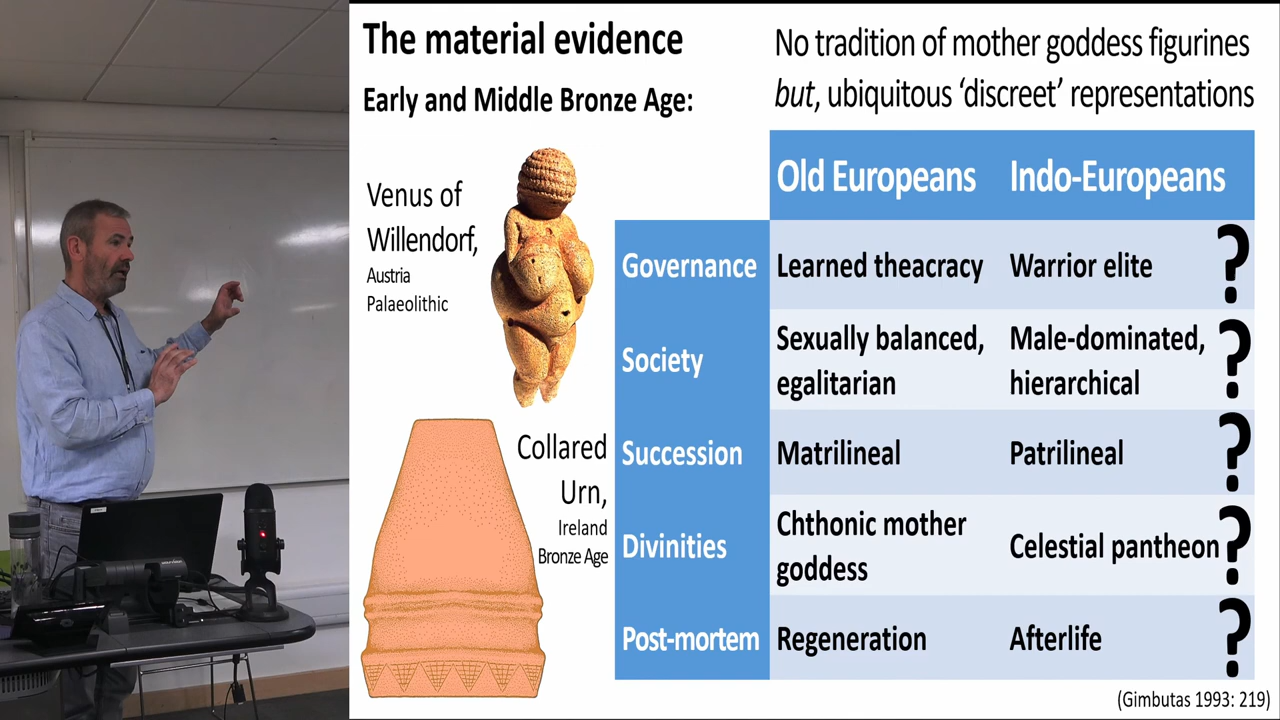 The material evidence
Early and Middle Bronze Age:
No tradition of mother goddess figurines
but, ubiquitous ‘discreet’ representations
Venus of
Willendorf,
Austria
Palaeolithic
Collared
Urn,
Ireland
Bronze Age
Old Europeans Indo-Europeans
Governance Learned theacracy Warrior elite ?
Society Sexually balanced, Male-dominated, ?
egalitarian hierarchical
Succession Matrilineal Patrilineal ?
Divinities Chthonic mother Celestial pantheon ?
goddess
Post-mortem Regeneration Afterlife ?
(Gimbutas 1993: 219)